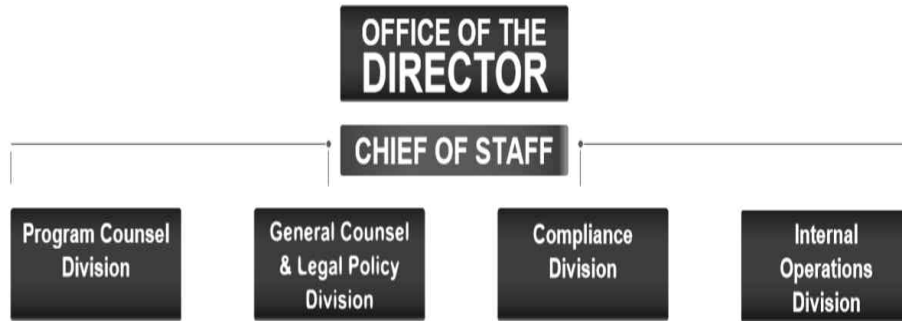 OFFICE OF THE
DIRECTOR
CHIEF OF STAFF
Program Counsel
Division
General Counsel
& Legal Policy
Division
Compliance
Division
Internal
Operations
Division